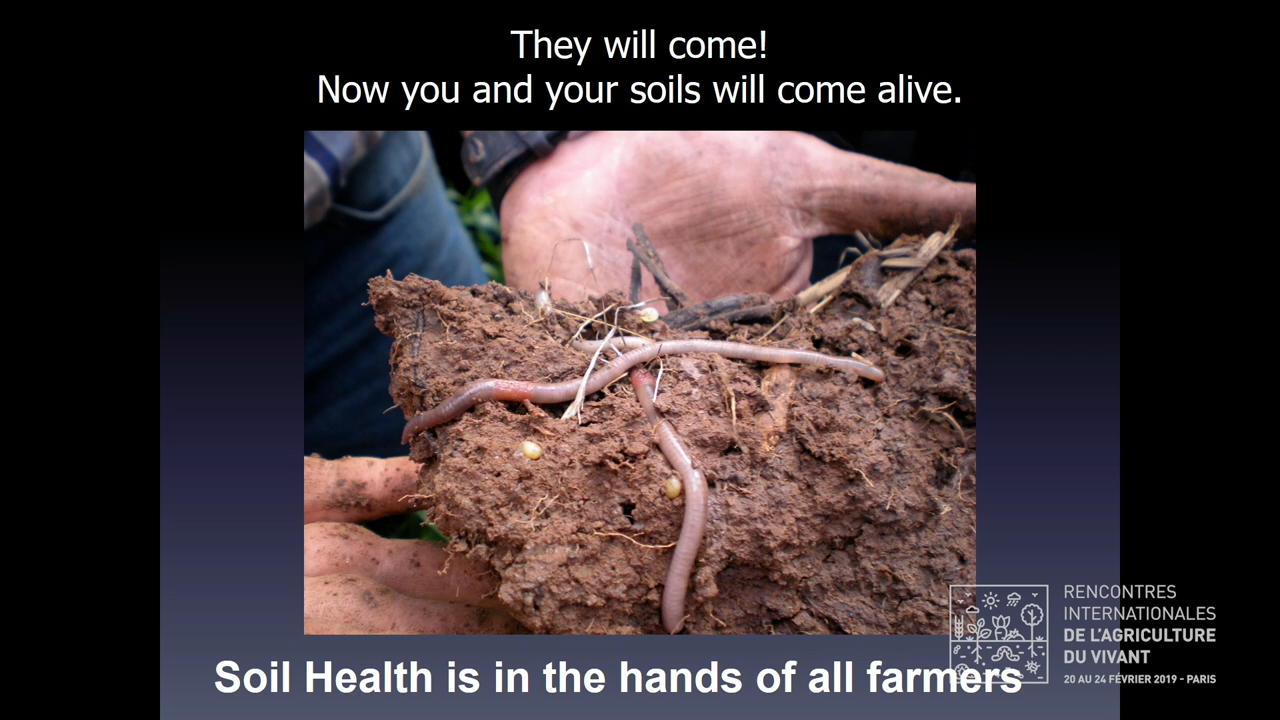 They will come!
Now you and your soils will come alive.
Soil Health is in the hands of all farmers
RENCONTRES
INTERNATIONALES
DE L'AGRICULTURE
DU VIVANT
20 AU 24 FÉVRIER 2019 - PARIS